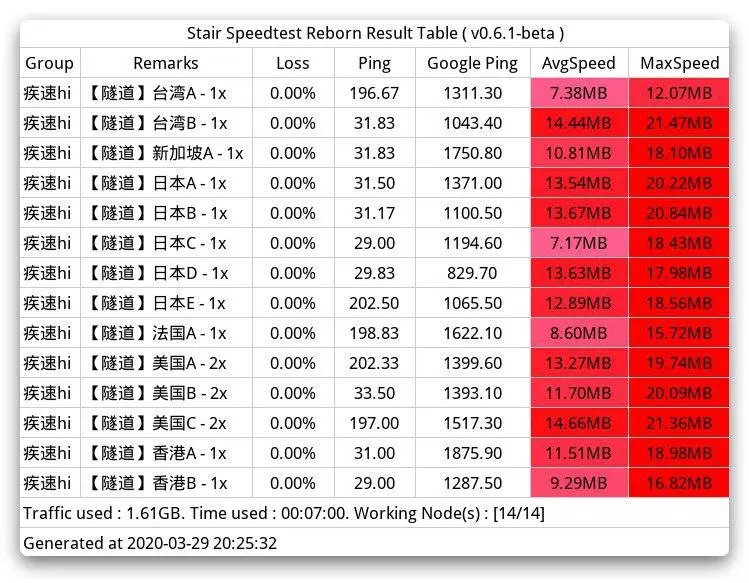 Stair Speedtest Reborn Result Table ( v0.6.1-beta )
Group Remarks Loss Ping Google Ping AvgSpeed MaxSpeed
疾速hi 【隧道】台湾A - 1x 0.00% 196.67 1311.30 7.38MB 12.07MB
疾速hi 【隧道】台湾B - 1x 0.00% 31.83 1043.40 14.44MB 21.47MB
疾速hi 【隧道】新加坡A - 1x 0.00% 31.83 1750.80 10.81MB 18.10MB
疾速hi 【隧道】日本A - 1x 0.00% 31.50 1371.00 13.54MB 20.22MB
疾速hi 【隧道】日本B - 1x 0.00% 31.17 1100.50 13.67MB 20.84MB
疾速hi 【隧道】日本C - 1x 0.00% 29.00 1194.60 7.17MB 18.43MB
疾速hi 【隧道】日本D - 1x 0.00% 29.83 829.70 13.63MB 17.98MB
疾速hi 【隧道】日本E - 1x 0.00% 202.50 1065.50 12.89MB 18.56MB
疾速hi 【隧道】法国A - 1x 0.00% 198.83 1622.10 8.60MB 15.72MB
疾速hi 【隧道】美国A - 2x 0.00% 202.33 1399.60 13.27MB 19.74MB
疾速hi 【隧道】美国B - 2x 0.00% 33.50 1393.10 11.70MB 20.09MB
疾速hi 【隧道】美国C - 2x 0.00% 197.00 1517.30 14.66MB 21.36MB
疾速hi 【隧道】香港A - 1x 0.00% 31.00 1875.90 11.51MB 18.98MB
疾速hi 【隧道】香港B - 1x 0.00% 29.00 1287.50 9.29MB 16.82MB
Traffic used : 1.61GB. Time used : 00:07:00. Working Node(s) : [14/14]
Generated at 2020-03-29 20:25:32